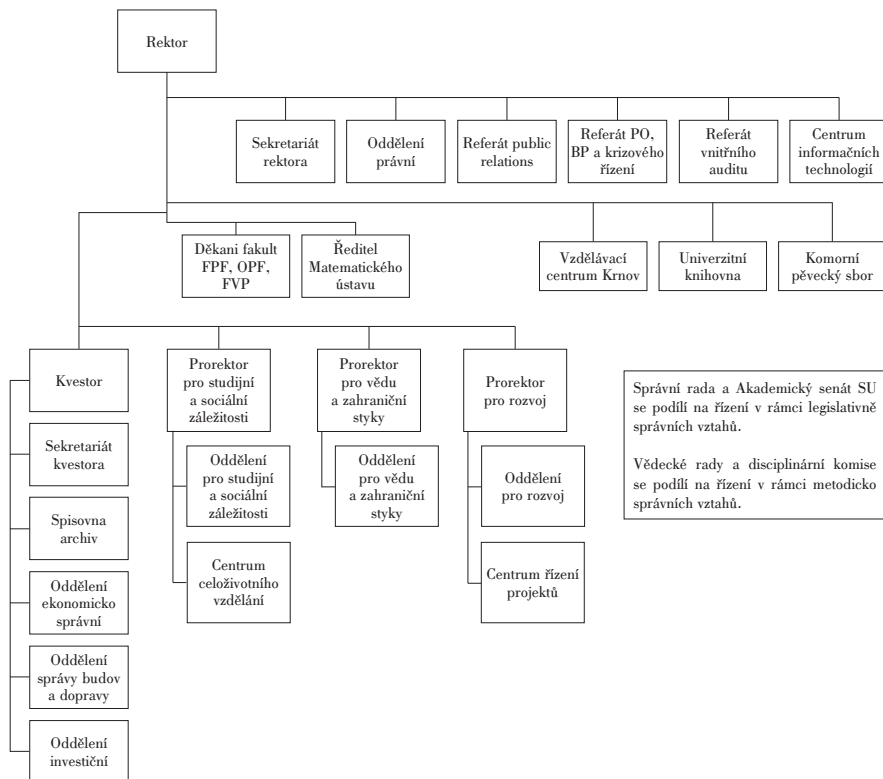 Rektor
Sekretariát
rektora
Oddělení
právní
Referát public
relations
Referát PO,
BP a krizového
řízení
Referát
vnitřního
auditu
Centrum
informačních
technologií
Děkani fakult
FPF, OPF,
FVP
Ředitel
Matematického
ústavu
Vzdělávací
centrum Krnov
Univerzitní
knihovna
Komorní
pěvecký sbor
Kvestor
Prorektor
pro studijní
a sociální
záležitosti
Prorektor
pro vědu
a zahraniční
styky
Prorektor
pro rozvoj
Sekretariát
kvestora
Spisovna
archiv
Oddělení
ekonomicko
správní
Oddělení
správy budov
a dopravy
Oddělení
investiční
Oddělení
pro studijní
a sociální
záležitosti
Centrum
celoživotního
vzdělání
Oddělení
pro vědu
a zahraniční
styky
Oddělení
pro rozvoj
Centrum řízení
projektů
Správní rada a Akademický senát SU
se podílí na řízení v rámci legislativně
správních vztahů.
Vědecké rady a disciplinární komise
se podílí na řízení v rámci metodicko
správních vztahů.